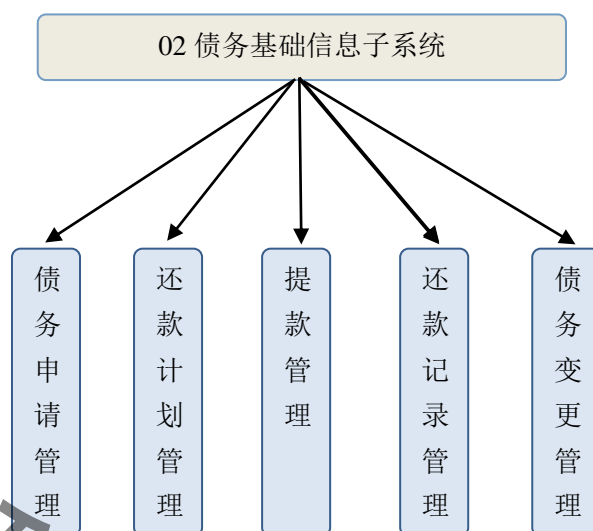 02 债务基础信息子系统
债务申请管理
还款计划管理
提款管理
还款记录管理
债务变更管理